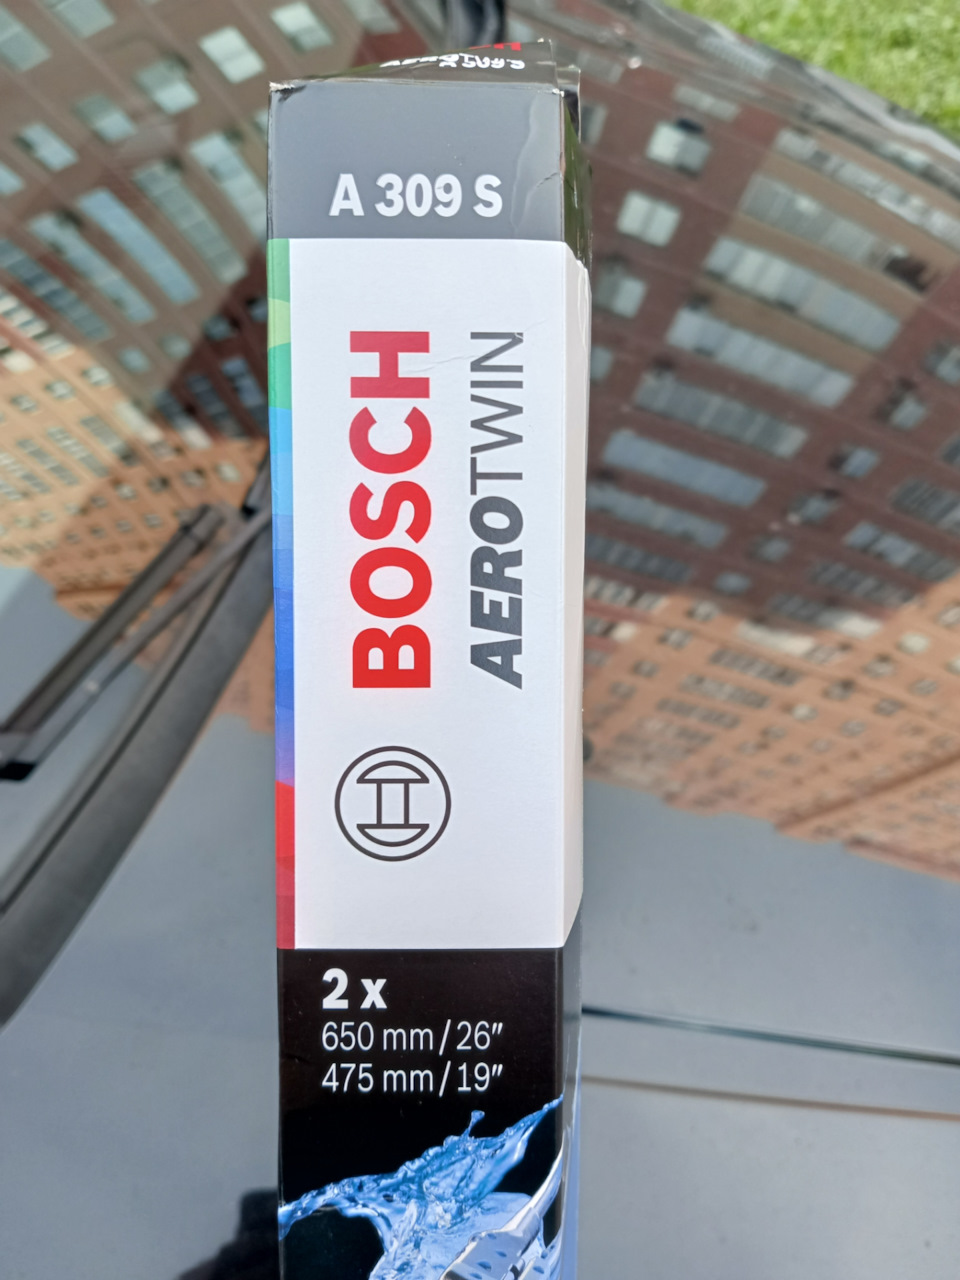 A 309 S
BOSCH
AEROTWIN
2 x
650 mm / 26″
475 mm / 19″